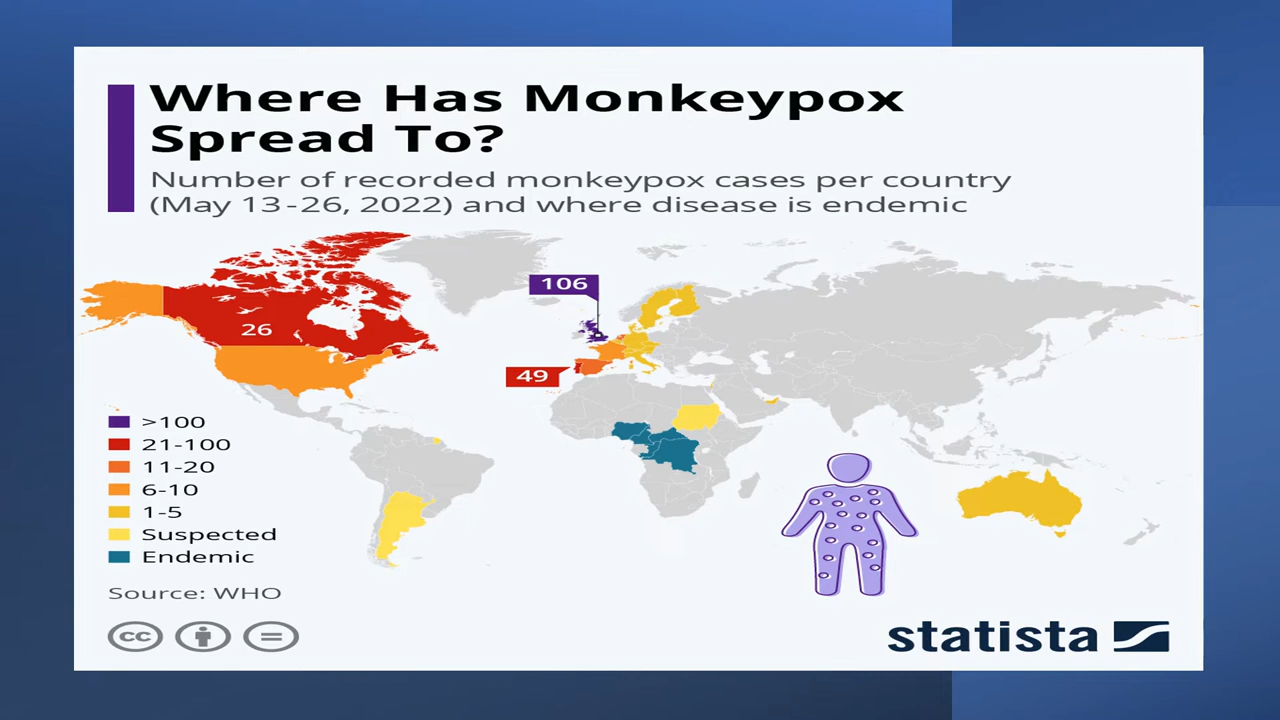 Where Has Monkeypox
Spread To?
Number of recorded monkeypox cases per country
(May 13-26, 2022) and where disease is endemic
106
26
49
>100
21-100
11-20
6-10
1-5
Suspected
Endemic
Source: WHO
cc
statista